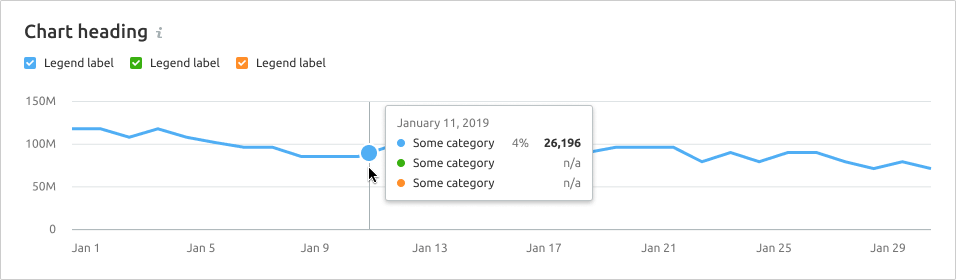 Chart heading i
Legend label Legend label Legend label
150M
January 11, 2019
Some category 4% 26,196
100M
Some category n/a
Some category n/a
50M
0
Jan 1 Jan 5 Jan 9 Jan 13 Jan 17 Jan 21 Jan 25 Jan 29